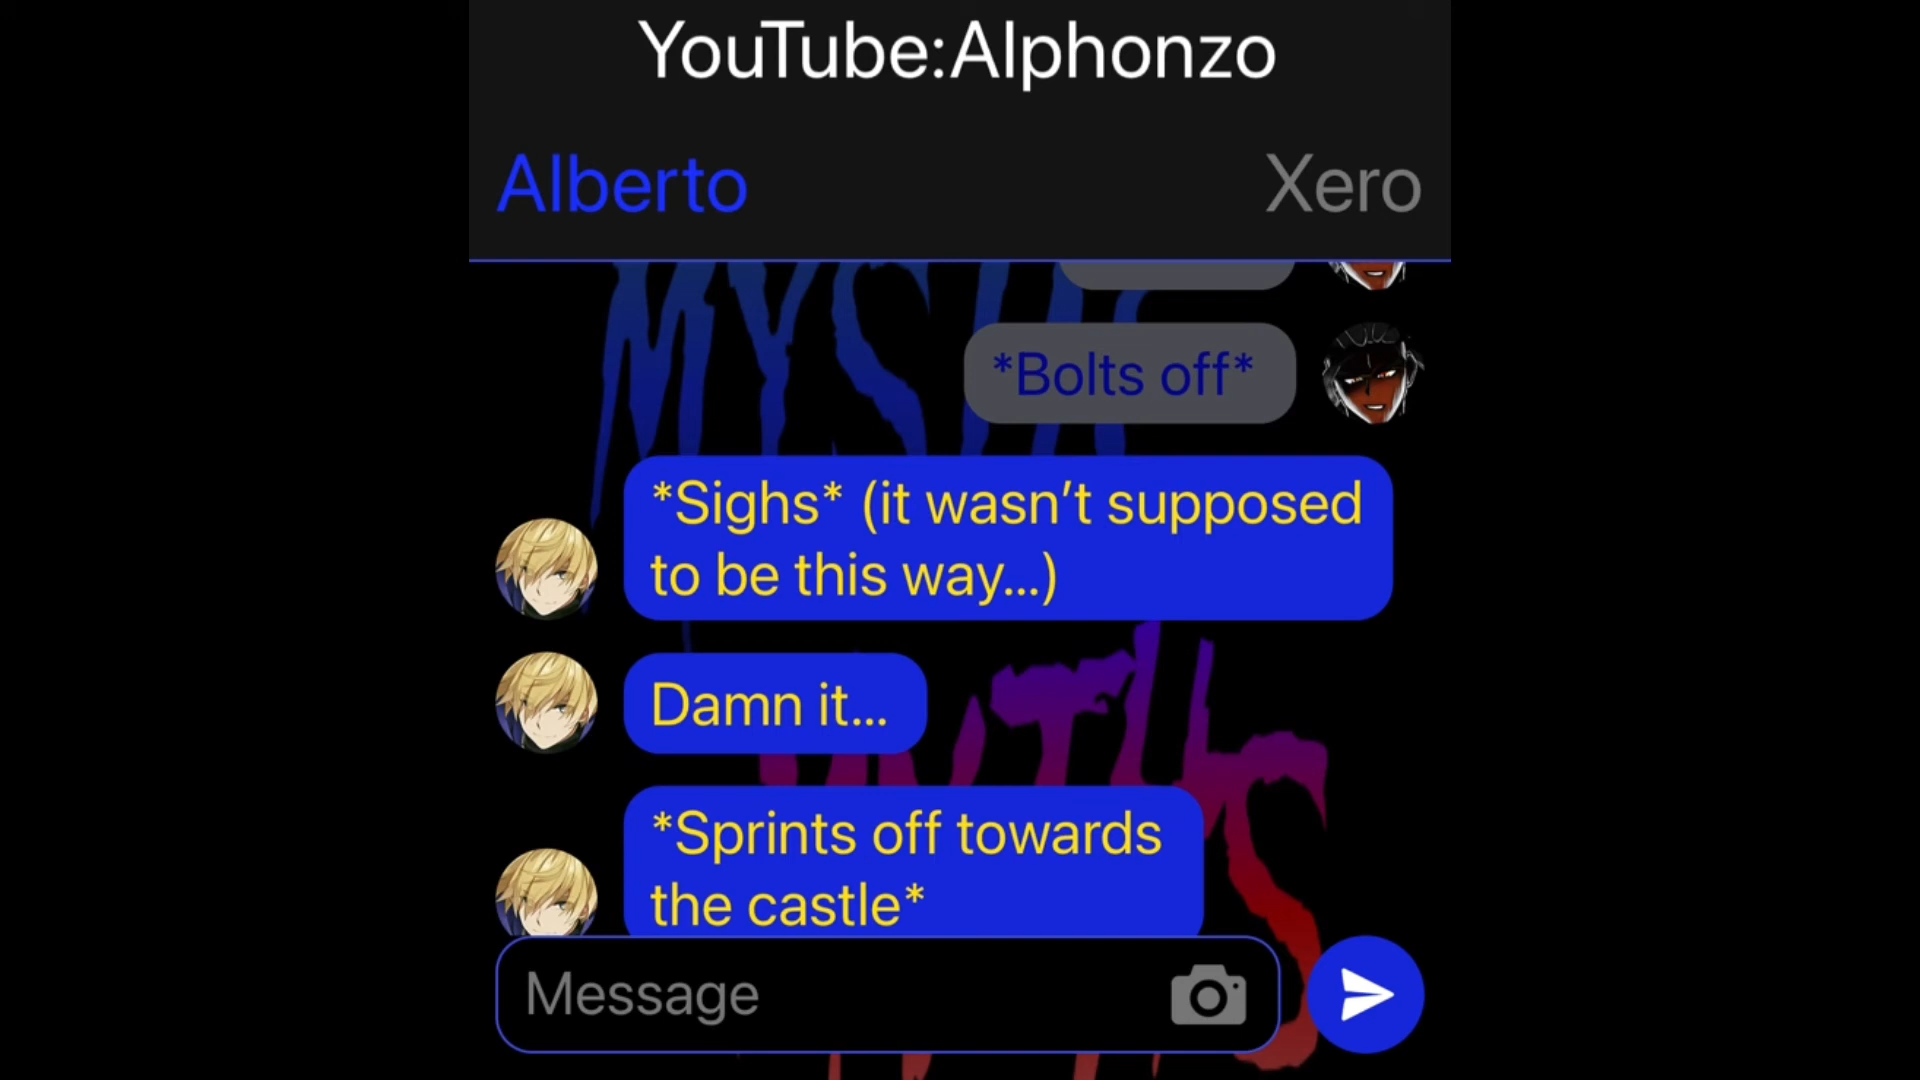 YouTube:Alphonzo
Alberto
Xero
*Bolts off*
*Sighs* (it wasn’t supposed
to be this way...)
Damn it...
*Sprints off towards
the castle*
Message